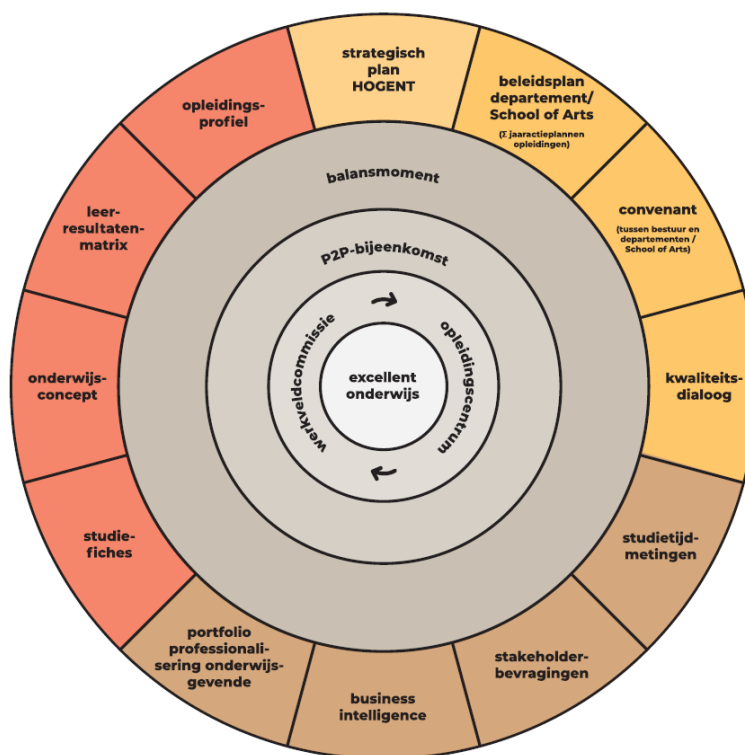 strategisch
plan
HOGENT
beleidsplan
departement/
School of Arts
(Σ jaaractieplannen
opleidingen)
convenant
(tussen bestuur en
departementen /
School of Arts)
kwaliteits-
dialoog
studietijd-
metingen
stakeholder-
bevragingen
business
intelligence
portfolio
professionali-
sering onderwijs-
gevende
studie-
fiches
onderwijs-
concept
leer-
resultaten-
matrix
opleidings-
profiel
balansmoment
P2P-bijeenkomst
werkveldcommissie
opleidingscentrum
excellent
onderwijs